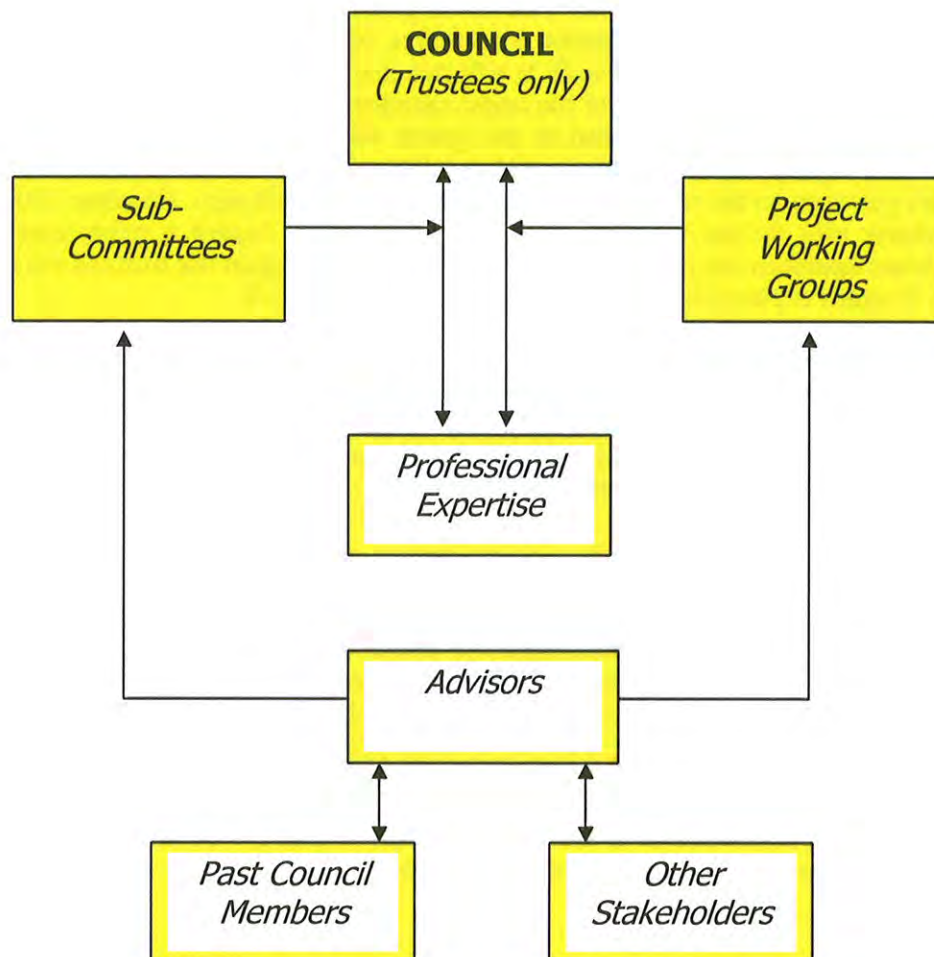 COUNCIL
(Trustees only)
Sub-
Committees
Project
Working
Groups
Professional
Expertise
Advisors
Past Council
Members
Other
Stakeholders